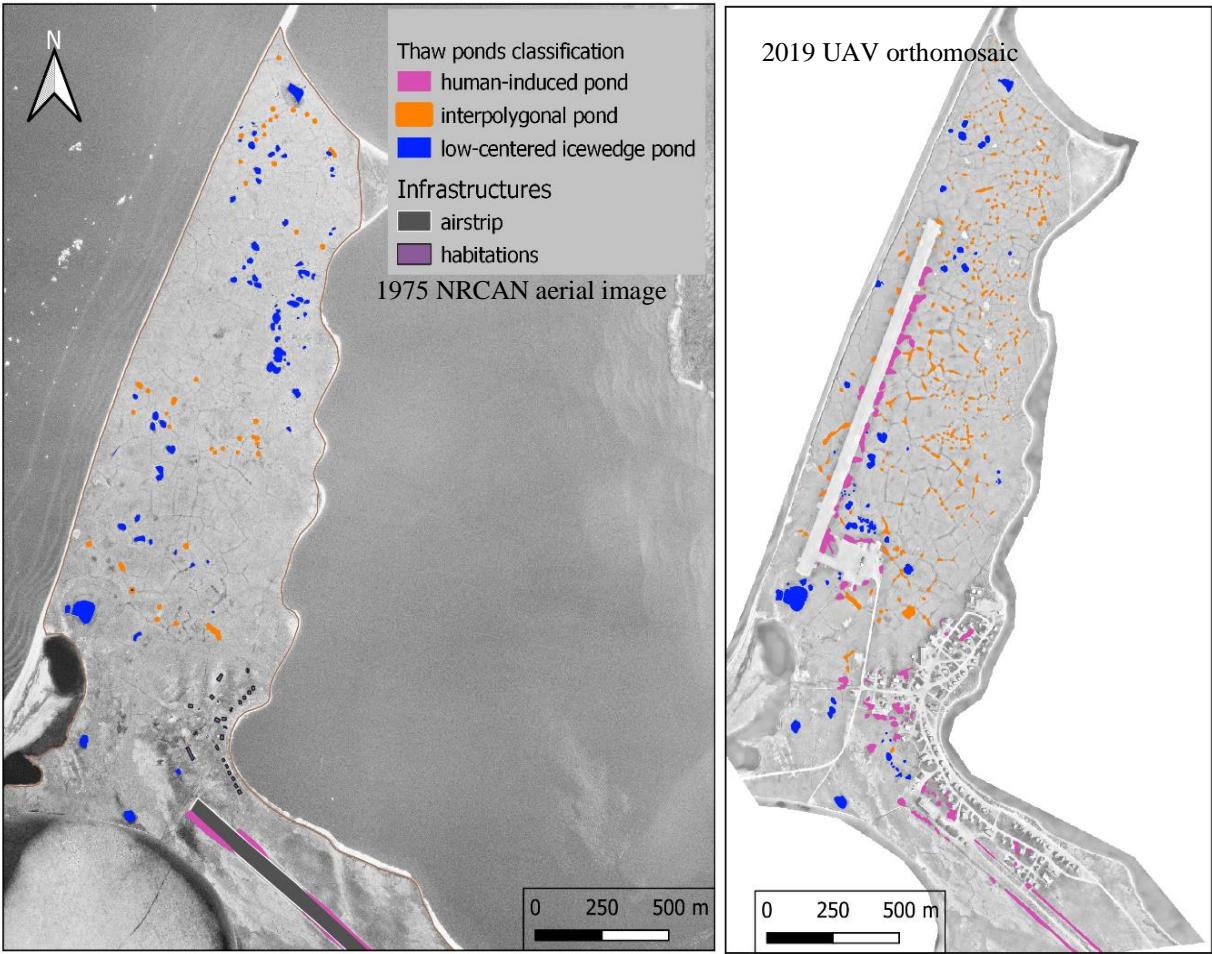 N
Thaw ponds classification
human-induced pond
interpolygonal pond
low-centered icewedge pond
Infrastructures
airstrip
habitations
1975 NRCAN aerial image
0 250 500 m
2019 UAV orthomosaic
0 250 500 m